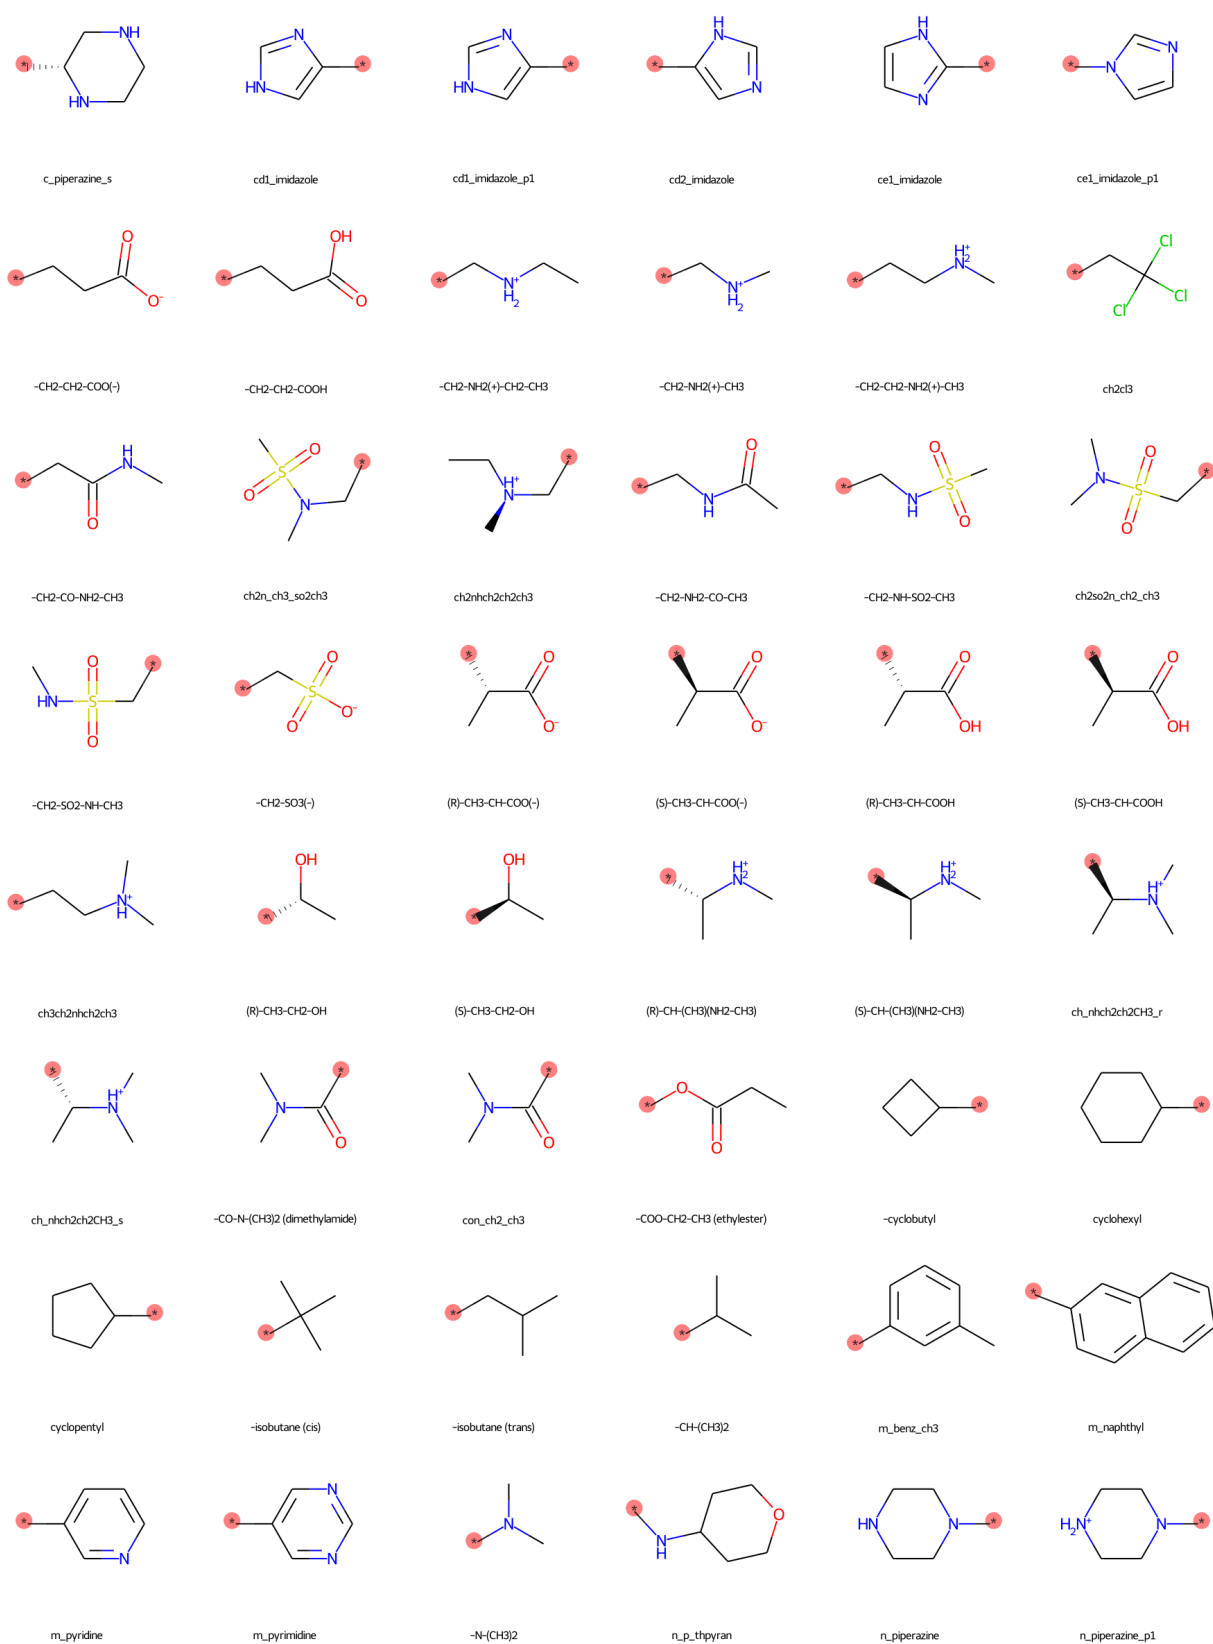 c_piperazine_s
cd1_imidazole
cd1_imidazole_p1
cd2_imidazole
ce1_imidazole
ce1_imidazole_p1
-CH2-CH2-COO(-)
-CH2-CH2-COOH
-CH2-NH2(+)-CH2-CH3
-CH2-NH2(+)-CH3
-CH2-CH2-NH2(+)-CH3
ch2cl3
-CH2-CO-NH2-CH3
ch2n_ch3_so2ch3
ch2nhch2ch2ch3
-CH2-NH2-CO-CH3
-CH2-NH-SO2-CH3
ch2so2n_ch2_ch3
-CH2-SO2-NH-CH3
-CH2-SO3(-)
(R)-CH3-CH-COO(-)
(S)-CH3-CH-COO(-)
(R)-CH3-CH-COOH
(S)-CH3-CH-COOH
ch3ch2nhch2ch3
(R)-CH3-CH2-OH
(S)-CH3-CH2-OH
(R)-CH-(CH3)(NH2-CH3)
(S)-CH-(CH3)(NH2-CH3)
ch_nhch2ch2CH3_r
ch_nhch2ch2CH3_s
-CO-N-(CH3)2 (dimethylamide)
con_ch2_ch3
-COO-CH2-CH3 (ethylester)
-cyclobutyl
cyclohexyl
cyclopentyl
-isobutane (cis)
-isobutane (trans)
-CH-(CH3)2
m_benz_ch3
m_naphthyl
m_pyridine
m_pyrimidine
-N-(CH3)2
n_p_thpyran
n_piperazine
n_piperazine_p1